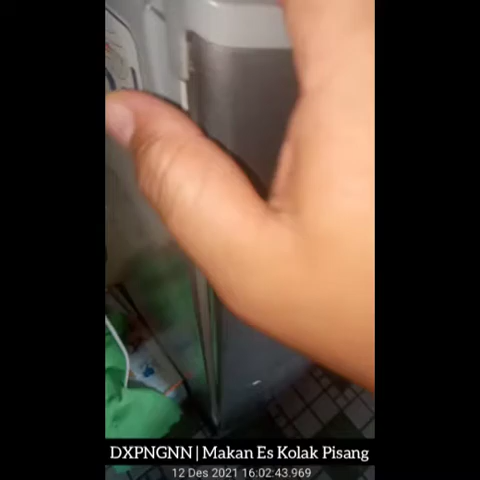 DXPNGNN | Makan Es Kolak Pisang
12 Des 2021 16:02:43.969